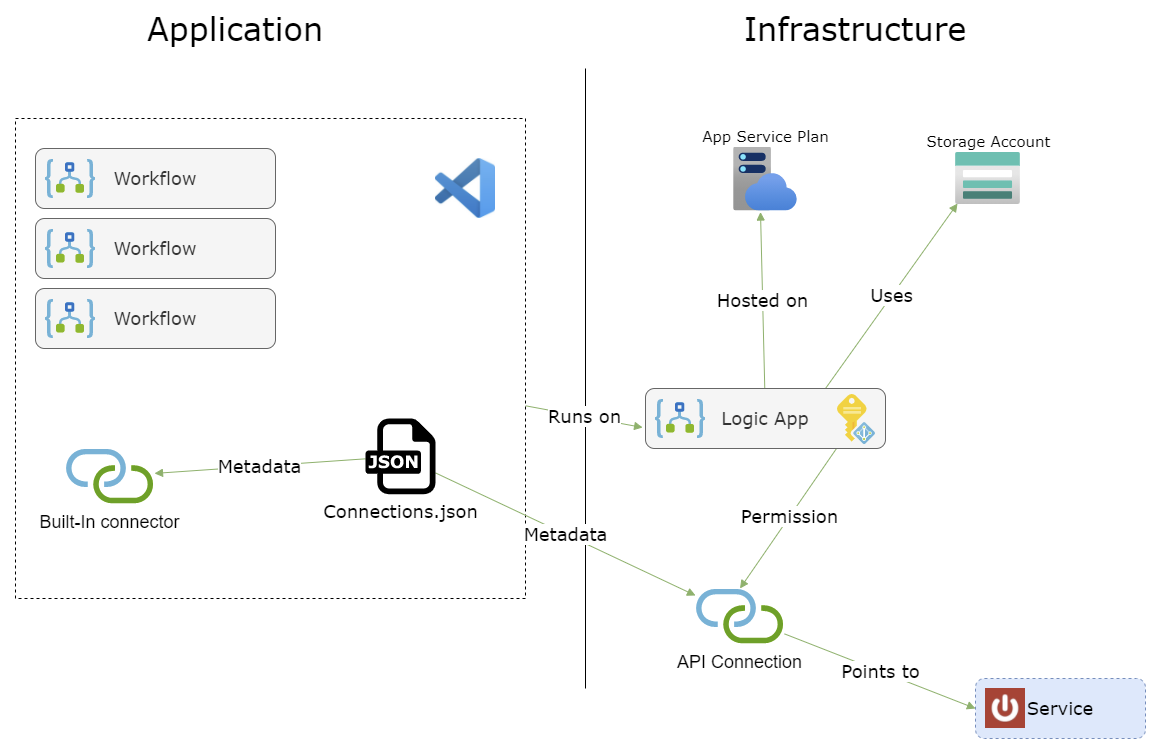 Application
Infrastructure
App Service Plan
Storage Account
Workflow
Workflow
Workflow
Hosted on
Uses
Runs on
Logic App
JSON
Metadata
Connections.json
Built-In connector
Metadata
Permission
API Connection
Points to
Service